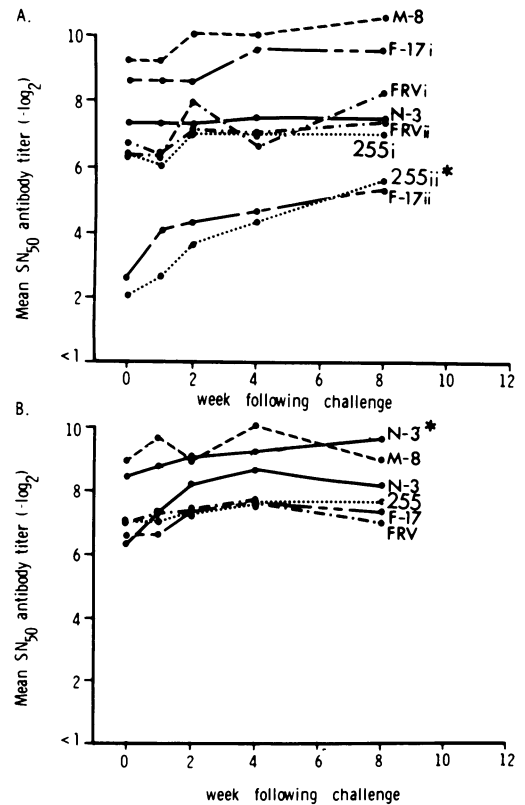 A.
Mean SN50 antibody titer (-log2)
10
8
6
4
2
<1
M-8
F-17i
FRVi
N-3
FRVii
255i
255ii*
F-17ii
0 2 4 6 8 10 12
week following challenge
B.
Mean SN50 antibody titer (-log2)
10
8
6
4
2
<1
N-3*
M-8
N-3
255
F-17
FRV
0 2 4 6 8 10 12
week following challenge